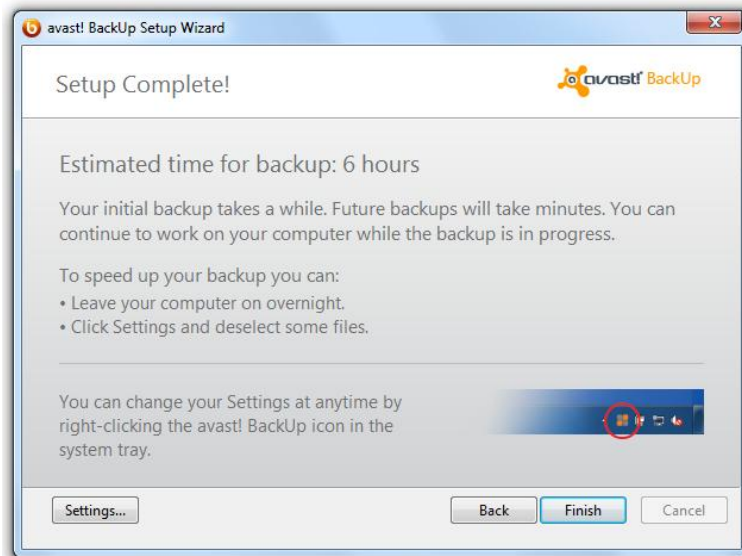 avast! BackUp Setup Wizard
Setup Complete!
avast! BackUp
Estimated time for backup: 6 hours
Your initial backup takes a while. Future backups will take minutes. You can
continue to work on your computer while the backup is in progress.
To speed up your backup you can:
• Leave your computer on overnight.
• Click Settings and deselect some files.
You can change your Settings at anytime by
right-clicking the avast! BackUp icon in the
system tray.
Settings...
Back
Finish
Cancel